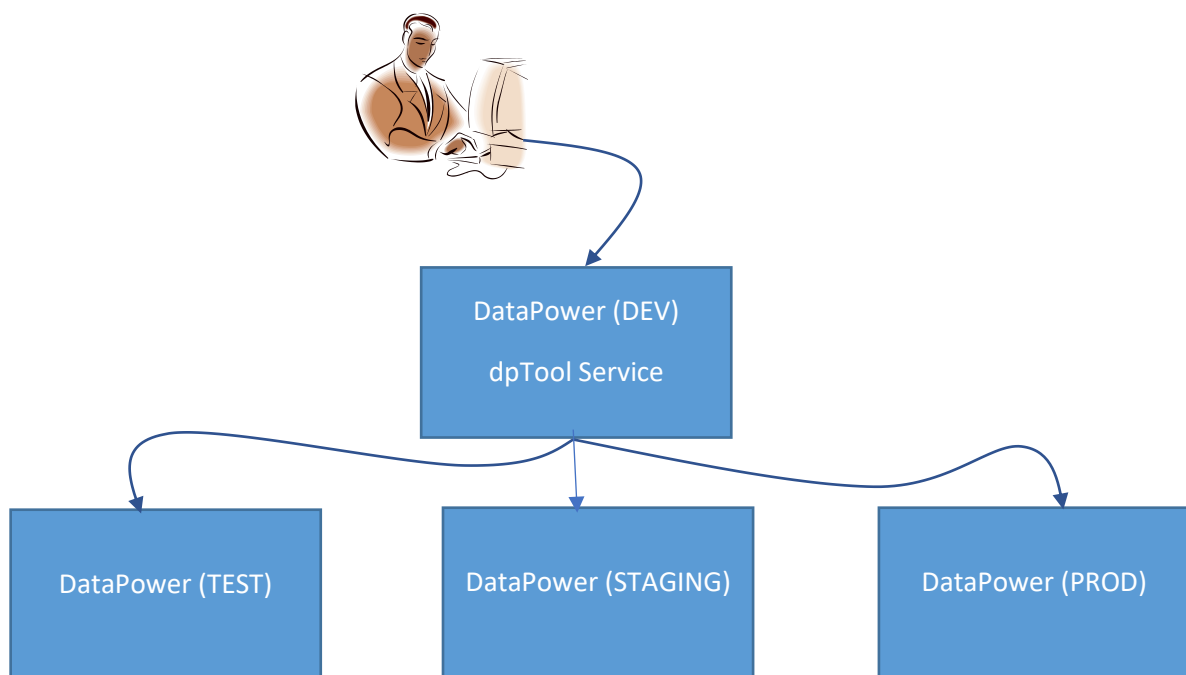 DataPower (DEV)
dpTool Service
DataPower (TEST)
DataPower (STAGING)
DataPower (PROD)